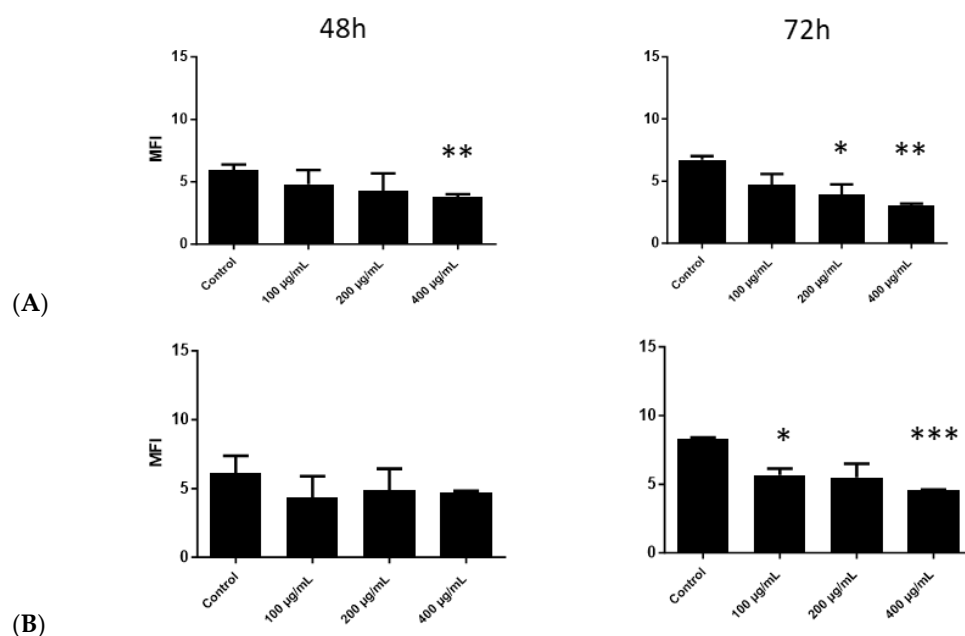 48h
72h
15
10
5
0
MFI
**
Control
100 µg/mL
200 µg/mL
400 µg/mL
15
10
5
0
*
**
Control
100 µg/mL
200 µg/mL
400 µg/mL
(A)
15
10
5
0
MFI
Control
100 µg/mL
200 µg/mL
400 µg/mL
15
10
5
0
*
***
Control
100 µg/mL
200 µg/mL
400 µg/mL
(B)